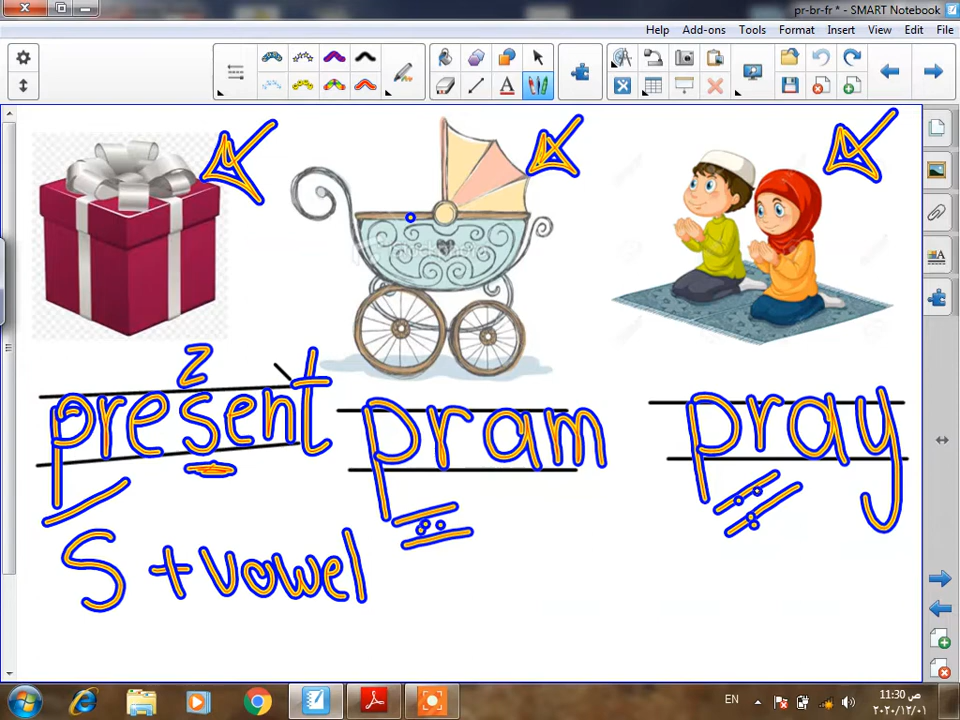 pr-br-fr * - SMART Notebook
Help Add-ons Tools Format Insert View Edit File
z
present pram pray
s + vowel
EN
ص 11:30
٢٠٢٠/١٢/٠١